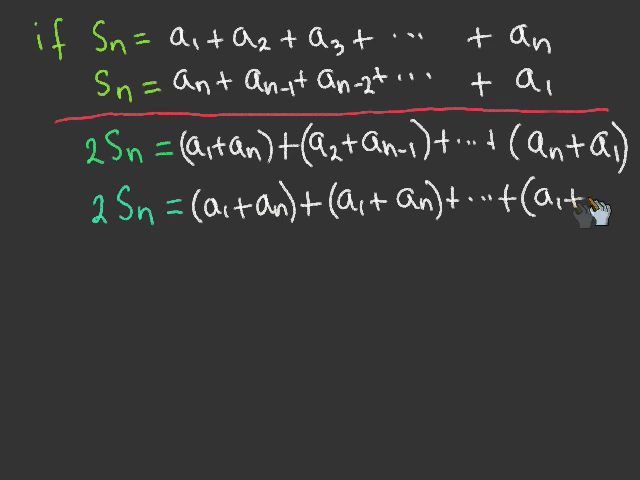 if Sₙ = a₁ + a₂ + a₃ + ... + aₙ
Sₙ = aₙ + aₙ₋₁ + aₙ₋₂ + ... + a₁
2Sₙ = (a₁+aₙ)+(a₂+aₙ₋₁)+...+(aₙ+a₁)
2Sₙ = (a₁+aₙ)+(a₁+aₙ)+...+(a₁+